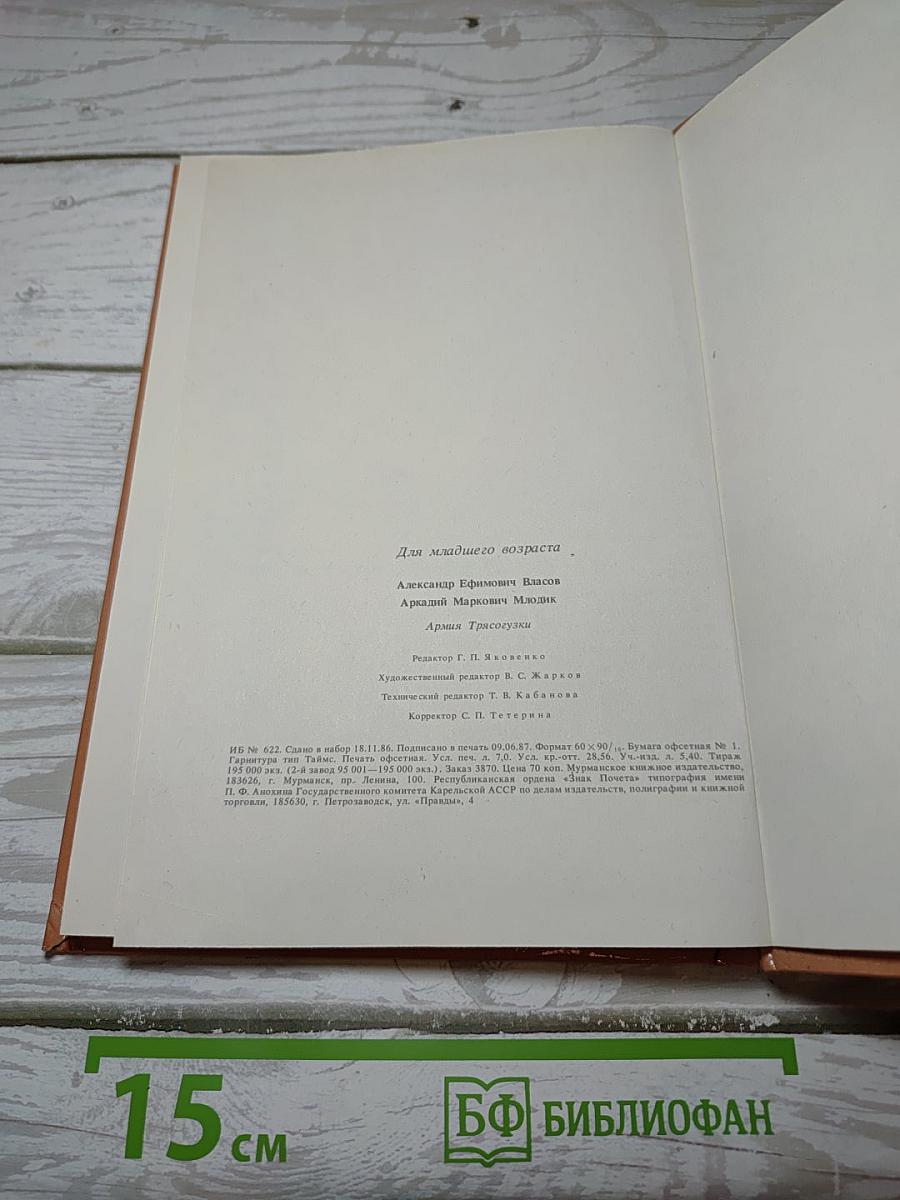 Для младшего возраста
Александр Ефимович Власов
Аркадий Маркович Млодик
Армия Трясогузки
Редактор Г. П. Яковенко
Художественный редактор В. С. Жарков
Технический редактор Т. В. Кабанова
Корректор С. П. Тетерина
ИБ № 622. Сдано в набор 18.11.86. Подписано в печать 09.06.87. Формат 60×90/16. Бумага офсетная № 1.
Гарнитура тип Таймс. Печать офсетная. Усл. печ. л. 7,0. Усл. кр.-отт. 28,56. Уч.-изд. л. 5,40. Тираж
195 000 экз. (2-й завод 95 001—195 000 экз.). Заказ 3870. Цена 70 коп. Мурманское книжное издательство,
183626, г. Мурманск, пр. Ленина, 100. Республиканская ордена «Знак Почета» типография имени
П. Ф. Анохина Государственного комитета Карельской АССР по делам издательств, полиграфии и книжной
торговли, 185630, г. Петрозаводск, ул. «Правды», 4
15 см
БФ БИБЛИОФАН